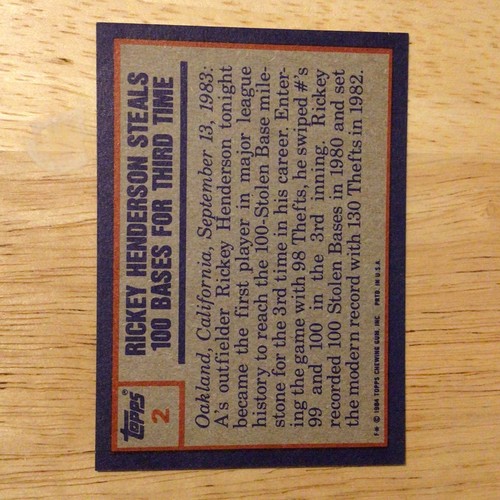 TOPPS®
2
RICKEY HENDERSON STEALS
100 BASES FOR THIRD TIME
Oakland, California, September 13, 1983:
A's outfielder Rickey Henderson tonight
became the first player in major league
history to reach the 100-Stolen Base mile-
stone for the 3rd time in his career. Enter-
ing the game with 98 Thefts, he swiped #'s
99 and 100 in the 3rd inning. Rickey
recorded 100 Stolen Bases in 1980 and set
the modern record with 130 Thefts in 1982.
F* © 1984 TOPPS CHEWING GUM, INC. PRTD. IN U.S.A.